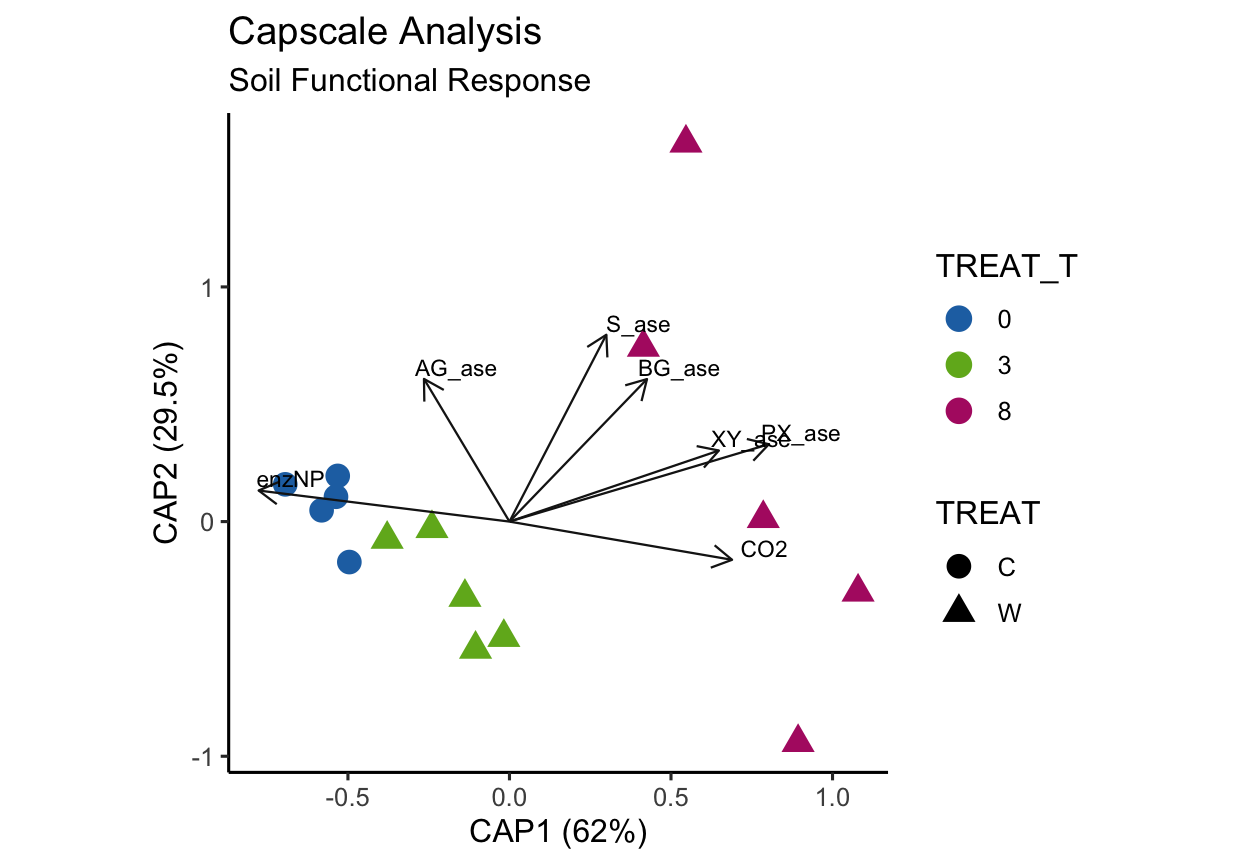 Capscale Analysis
Soil Functional Response
CAP2 (29.5%)
1
0
-1
S_ase
AG_ase
BG_ase
XY_ase
PX_ase
enzNP
CO2
-0.5
0.0
0.5
1.0
CAP1 (62%)
TREAT_T
0
3
8
TREAT
C
W